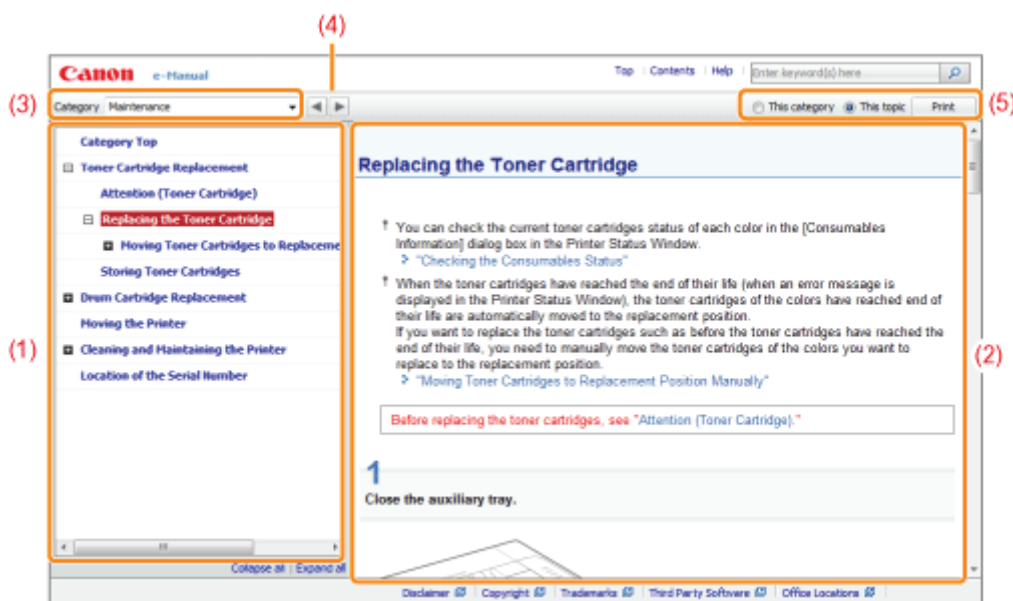 (4)
Canon e-Manual
Top Contents Help Enter keyword(s) here
(3) Category Maintenance
This category This topic Print (5)
Category Top
Toner Cartridge Replacement
Attention (Toner Cartridge)
Replacing the Toner Cartridge
Moving Toner Cartridges to Replaceme
Storing Toner Cartridges
Drum Cartridge Replacement
Moving the Printer
(1) Cleaning and Maintaining the Printer
Location of the Serial Number
Collapse all Expand all
Replacing the Toner Cartridge
You can check the current toner cartridges status of each color in the [Consumables
Information] dialog box in the Printer Status Window.
"Checking the Consumables Status"
When the toner cartridges have reached the end of their life (when an error message is
displayed in the Printer Status Window), the toner cartridges of the colors have reached end of
their life are automatically moved to the replacement position.
If you want to replace the toner cartridges such as before the toner cartridges have reached the
end of their life, you need to manually move the toner cartridges of the colors you want to
replace to the replacement position.
(2)
"Moving Toner Cartridges to Replacement Position Manually"
Before replacing the toner cartridges, see "Attention (Toner Cartridge)."
1
Close the auxiliary tray.
Disclaimer Copyright Trademarks Third Party Software Office Locations